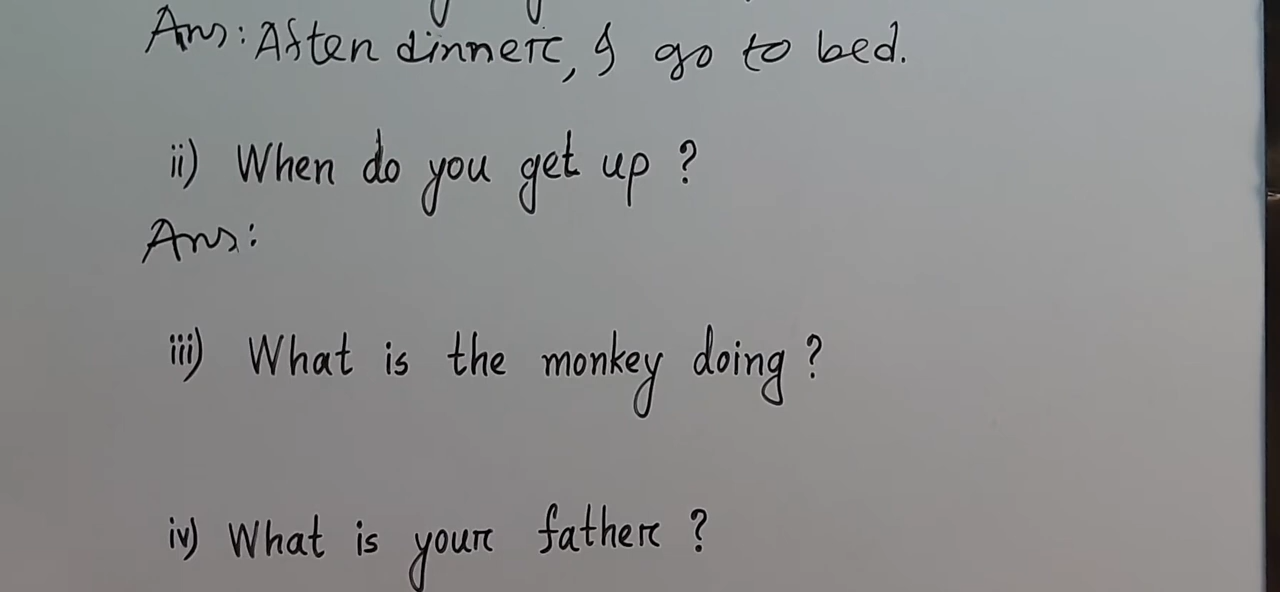 Ans: After dinner, I go to bed.
ii) When do you get up ?
Ans:
iii) What is the monkey doing ?
iv) What is your father ?